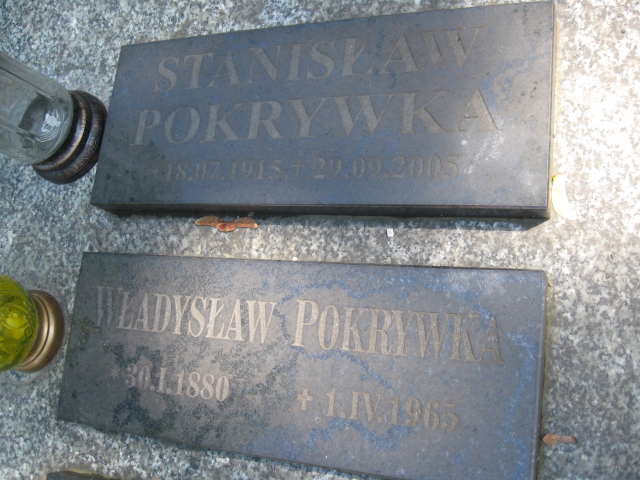 STANISŁAW
POKRYWKA
*18.07.1915 + 29.09.2005
WŁADYSŁAW POKRYWKA
*30.I.1880 + 1.IV.1965